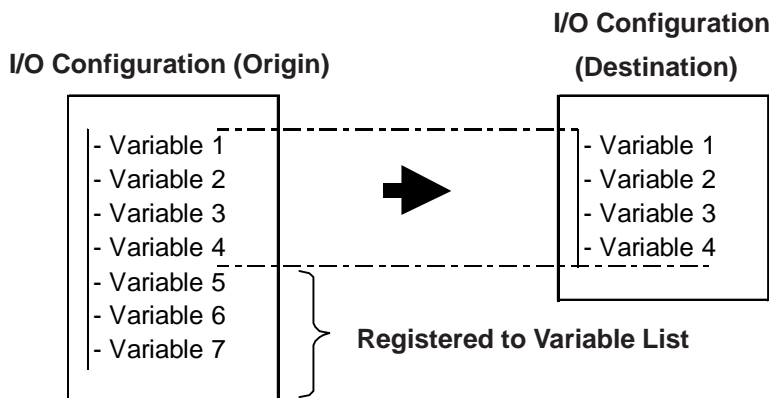 I/O Configuration (Origin)
- Variable 1
- Variable 2
- Variable 3
- Variable 4
- Variable 5
- Variable 6
- Variable 7
Registered to Variable List
I/O Configuration
(Destination)
- Variable 1
- Variable 2
- Variable 3
- Variable 4